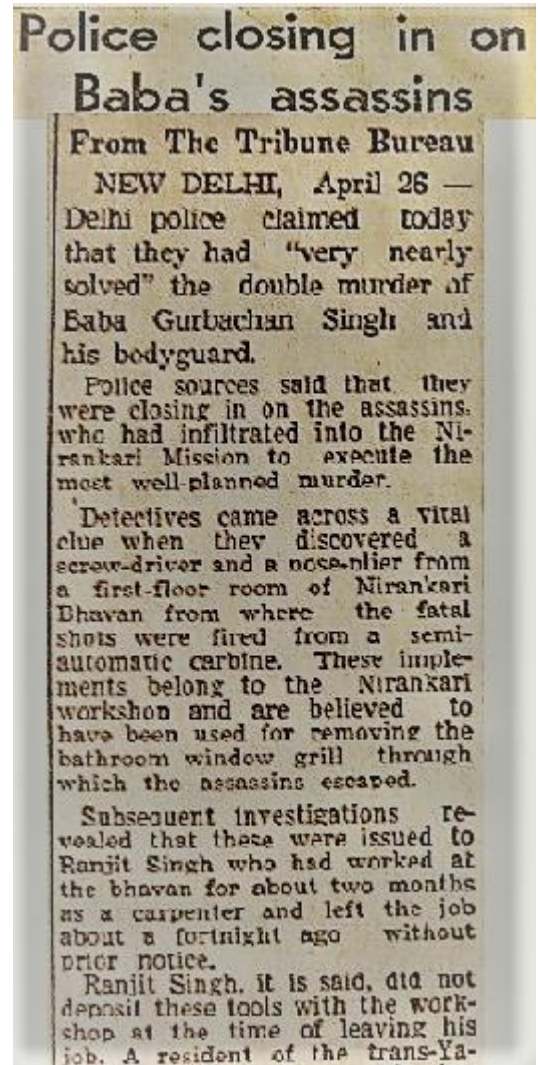 Police closing in on
Baba's assassins
From The Tribune Bureau
NEW DELHI, April 26 —
Delhi police claimed today
that they had "very nearly
solved" the double murder of
Baba Gurbachan Singh and
his bodyguard.
Police sources said that they
were closing in on the assassins,
who had infiltrated into the Ni-
rankari Mission to execute the
most well-planned murder.
Detectives came across a vital
clue when they discovered a
screw-driver and a nose-plier from
a first-floor room of Nirankari
Bhavan from where the fatal
shots were fired from a semi-
automatic carbine. These imple-
ments belong to the Nirankari
workshop and are believed to
have been used for removing the
bathroom window grill through
which the assassins escaped.
Subsequent investigations re-
vealed that these were issued to
Ranjit Singh who had worked at
the bhavan for about two months
as a carpenter and left the job
about a fortnight ago without
prior notice.
Ranjit Singh, it is said, did not
deposit these tools with the work-
shop at the time of leaving his
job. A resident of the trans-Ya-